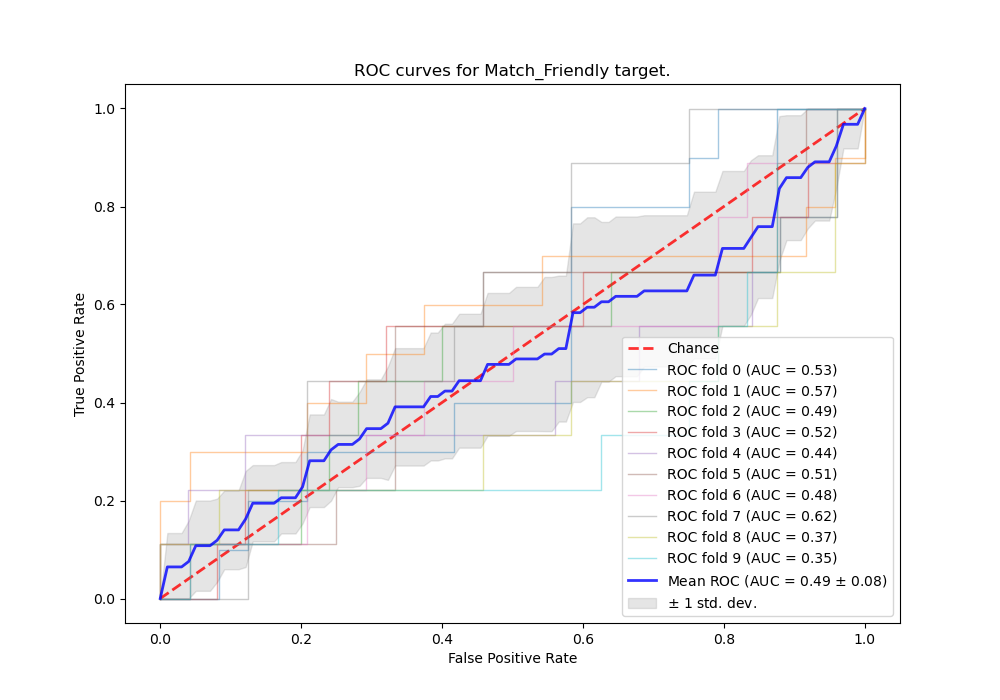 ROC curves for Match_Friendly target.
1.0
0.8
0.6
0.4
0.2
0.0
True Positive Rate
Chance
ROC fold 0 (AUC = 0.53)
ROC fold 1 (AUC = 0.57)
ROC fold 2 (AUC = 0.49)
ROC fold 3 (AUC = 0.52)
ROC fold 4 (AUC = 0.44)
ROC fold 5 (AUC = 0.51)
ROC fold 6 (AUC = 0.48)
ROC fold 7 (AUC = 0.62)
ROC fold 8 (AUC = 0.37)
ROC fold 9 (AUC = 0.35)
Mean ROC (AUC = 0.49 ± 0.08)
± 1 std. dev.
0.0 0.2 0.4 0.6 0.8 1.0
False Positive Rate